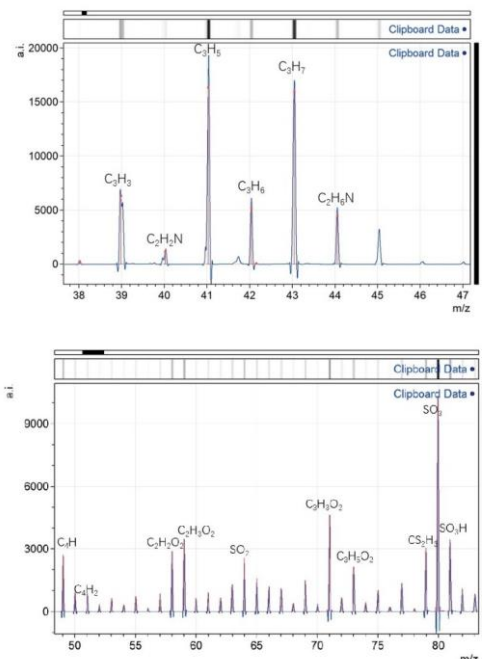 Clipboard Data •
Clipboard Data •
a.i.
20000
15000
10000
5000
0
C₃H₃
C₂H₂N
C₃H₅
C₃H₆
C₃H₇
C₂H₆N
38 39 40 41 42 43 44 45 46 47
m/z
Clipboard Data •
Clipboard Data •
a.i.
9000
6000
3000
0
C₄H
C₄H₂
C₂H₂O₂
C₂H₃O₂
SO₂
C₃H₃O₂
C₃H₅O₂
SO₃
SO₃H
50 55 60 65 70 75 80
m/z